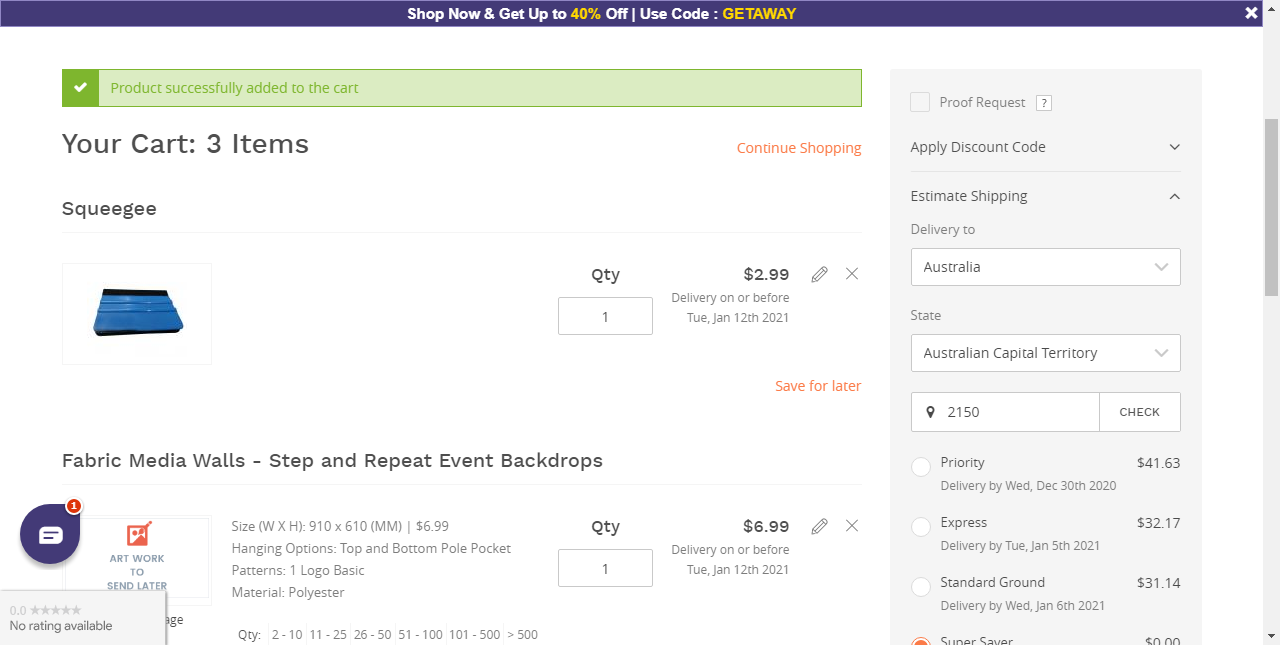 Shop Now & Get Up to 40% Off | Use Code : GETAWAY
Product successfully added to the cart
Your Cart: 3 Items
Continue Shopping
Squeegee
Qty
$2.99
1
Delivery on or before
Tue, Jan 12th 2021
Save for later
Fabric Media Walls - Step and Repeat Event Backdrops
ART WORK
TO
SEND LATER
Size (W X H): 910 x 610 (MM) | $6.99
Hanging Options: Top and Bottom Pole Pocket
Patterns: 1 Logo Basic
Material: Polyester
Qty
$6.99
1
Delivery on or before
Tue, Jan 12th 2021
Qty: 2 - 10 11 - 25 26 - 50 51 - 100 101 - 500 > 500
1
0.0 ★★★★★
No rating available
age
Proof Request ?
Apply Discount Code
Estimate Shipping
Delivery to
Australia
State
Australian Capital Territory
2150 CHECK
Priority $41.63
Delivery by Wed, Dec 30th 2020
Express $32.17
Delivery by Tue, Jan 5th 2021
Standard Ground $31.14
Delivery by Wed, Jan 6th 2021
Super Saver $0.00